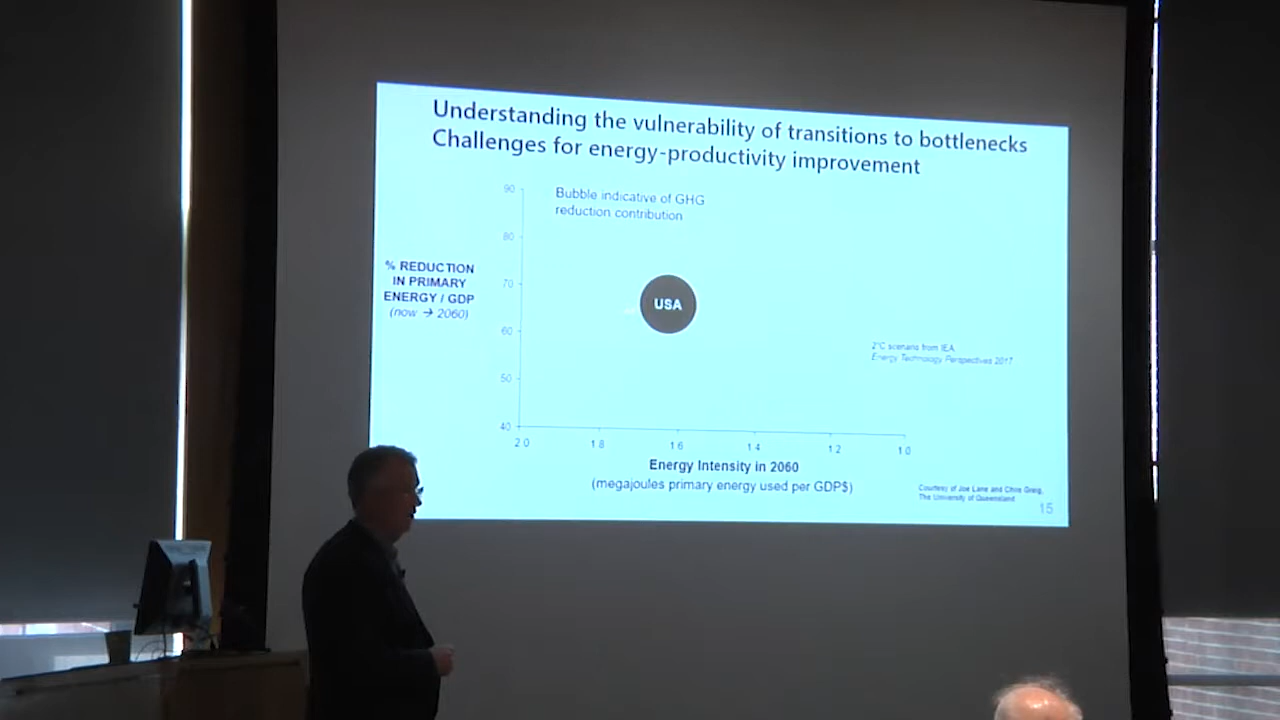 Understanding the vulnerability of transitions to bottlenecks
Challenges for energy-productivity improvement
Bubble indicative of GHG
reduction contribution
% REDUCTION
IN PRIMARY
ENERGY / GDP
(now → 2060)
90
80
70
60
50
40
USA
2°C scenario from IEA
Energy Technology Perspectives 2017
2 0
1 8
1 6
1 4
1 2
1 0
Energy Intensity in 2060
(megajoules primary energy used per GDP$)
Courtesy of Joe Lane and Chris Greig,
The University of Queensland
15